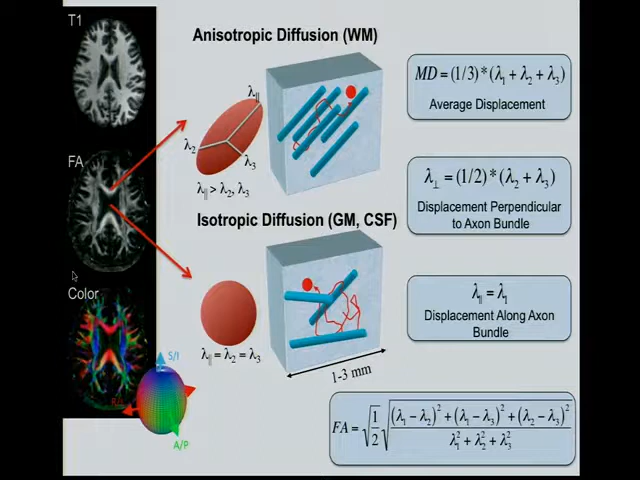 T1
Anisotropic Diffusion (WM)
λ∥
λ2
λ3
λ∥ > λ2, λ3
MD = (1/3)*(λ1 + λ2 + λ3)
Average Displacement
FA
λ⊥ = (1/2)*(λ2 + λ3)
Displacement Perpendicular
to Axon Bundle
Isotropic Diffusion (GM, CSF)
Color
λ∥ = λ2 = λ3
1-3 mm
λ∥ = λ1
Displacement Along Axon
Bundle
S/I
R/L
A/P
FA = √(1/2) √(((λ1 − λ2)² + (λ1 − λ3)² + (λ2 − λ3)²) / (λ1² + λ2² + λ3²))